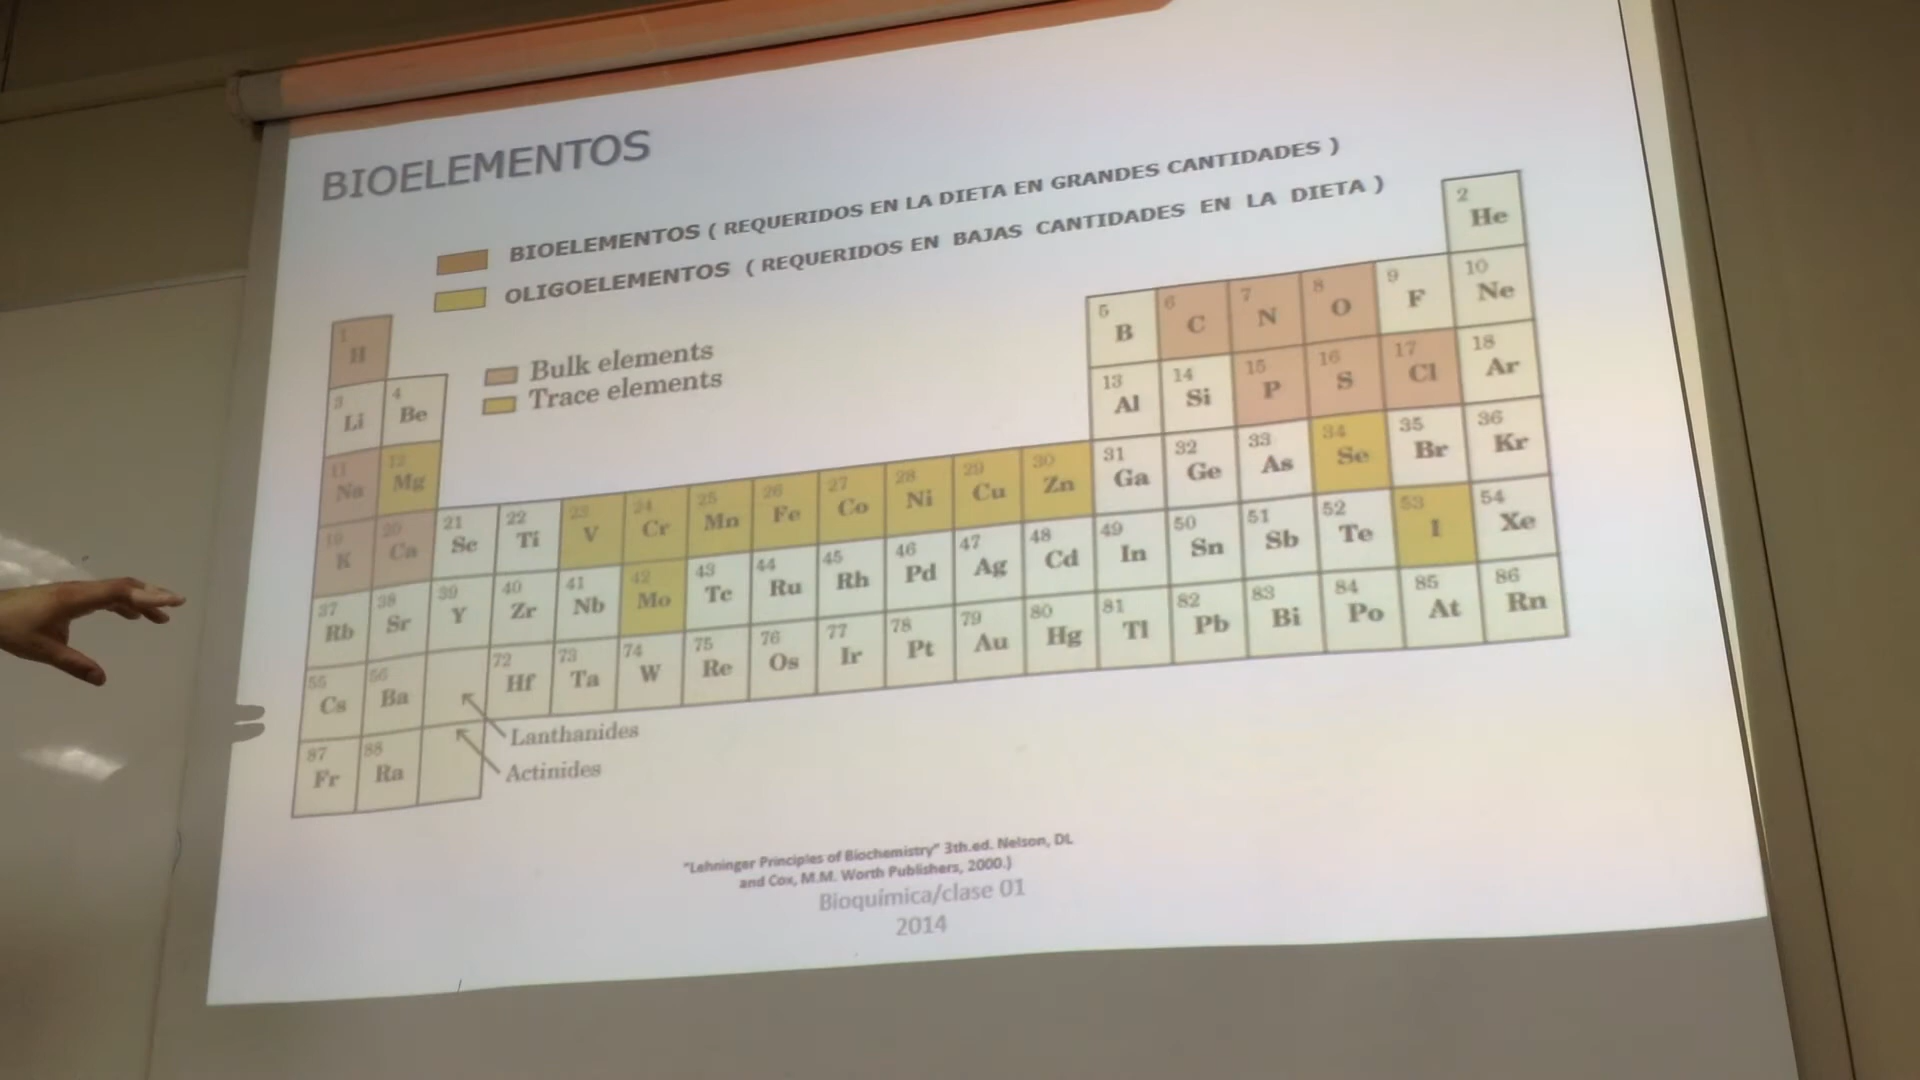 BIOELEMENTOS
BIOELEMENTOS ( REQUERIDOS EN LA DIETA EN GRANDES CANTIDADES )
OLIGOELEMENTOS ( REQUERIDOS EN BAJAS CANTIDADES EN LA DIETA )
Bulk elements
Trace elements
1 H 2 He
3 Li 4 Be 5 B 6 C 7 N 8 O 9 F 10 Ne
11 Na 12 Mg 13 Al 14 Si 15 P 16 S 17 Cl 18 Ar
19 K 20 Ca 21 Sc 22 Ti 23 V 24 Cr 25 Mn 26 Fe 27 Co 28 Ni 29 Cu 30 Zn 31 Ga 32 Ge 33 As 34 Se 35 Br 36 Kr
37 Rb 38 Sr 39 Y 40 Zr 41 Nb 42 Mo 43 Tc 44 Ru 45 Rh 46 Pd 47 Ag 48 Cd 49 In 50 Sn 51 Sb 52 Te 53 I 54 Xe
55 Cs 56 Ba 72 Hf 73 Ta 74 W 75 Re 76 Os 77 Ir 78 Pt 79 Au 80 Hg 81 Tl 82 Pb 83 Bi 84 Po 85 At 86 Rn
87 Fr 88 Ra
Lanthanides
Actinides
"Lehninger Principles of Biochemistry" 3th.ed. Nelson, DL
and Cox, M.M. Worth Publishers, 2000.)
Bioquímica/clase 01
2014